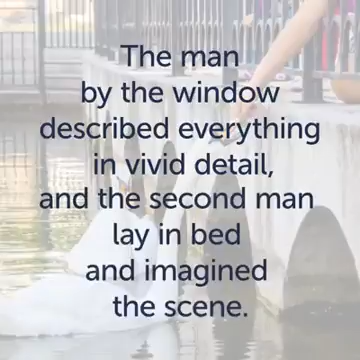 The man
by the window
described everything
in vivid detail,
and the second man
lay in bed
and imagined
the scene.